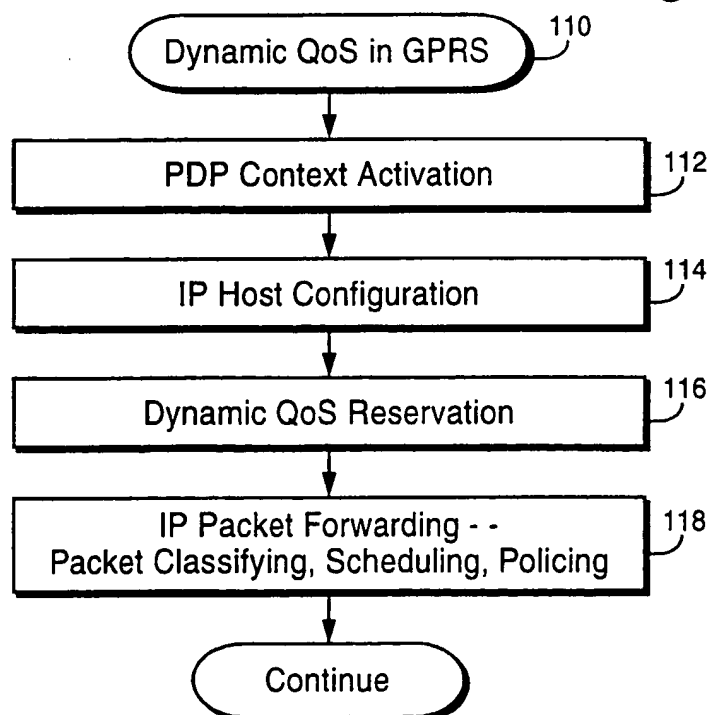 Dynamic QoS in GPRS
110
PDP Context Activation
112
IP Host Configuration
114
Dynamic QoS Reservation
116
IP Packet Forwarding - -
Packet Classifying, Scheduling, Policing
118
Continue